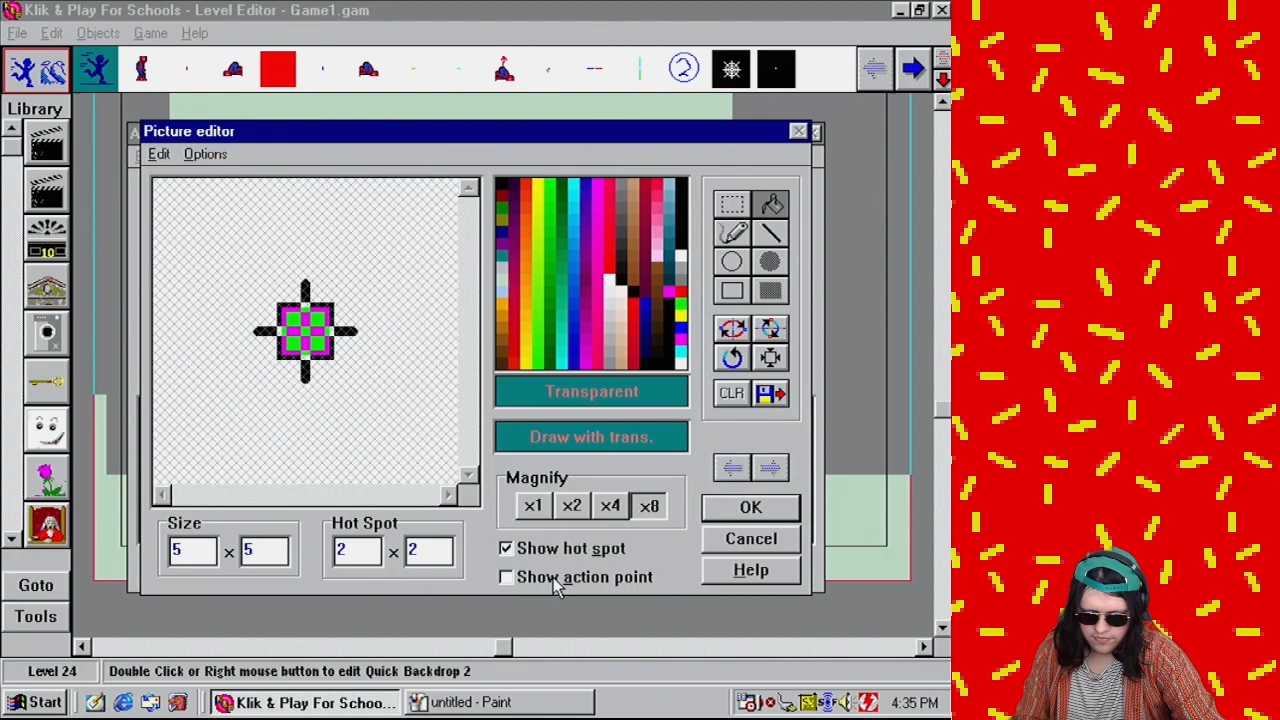 Klik & Play For Schools - Level Editor - Game1.gam
File Edit Objects Game Help
2
Library
10
Picture editor
Edit Options
Transparent
Draw with trans.
CLR
Magnify
x1 x2 x4 x8
Size
5 x 5
Hot Spot
2 x 2
Show hot spot
Show action point
OK
Cancel
Help
Goto
Tools
Level 24
Double Click or Right mouse button to edit Quick Backdrop 2
Start
Klik & Play For Schoo...
untitled - Paint
4:35 PM